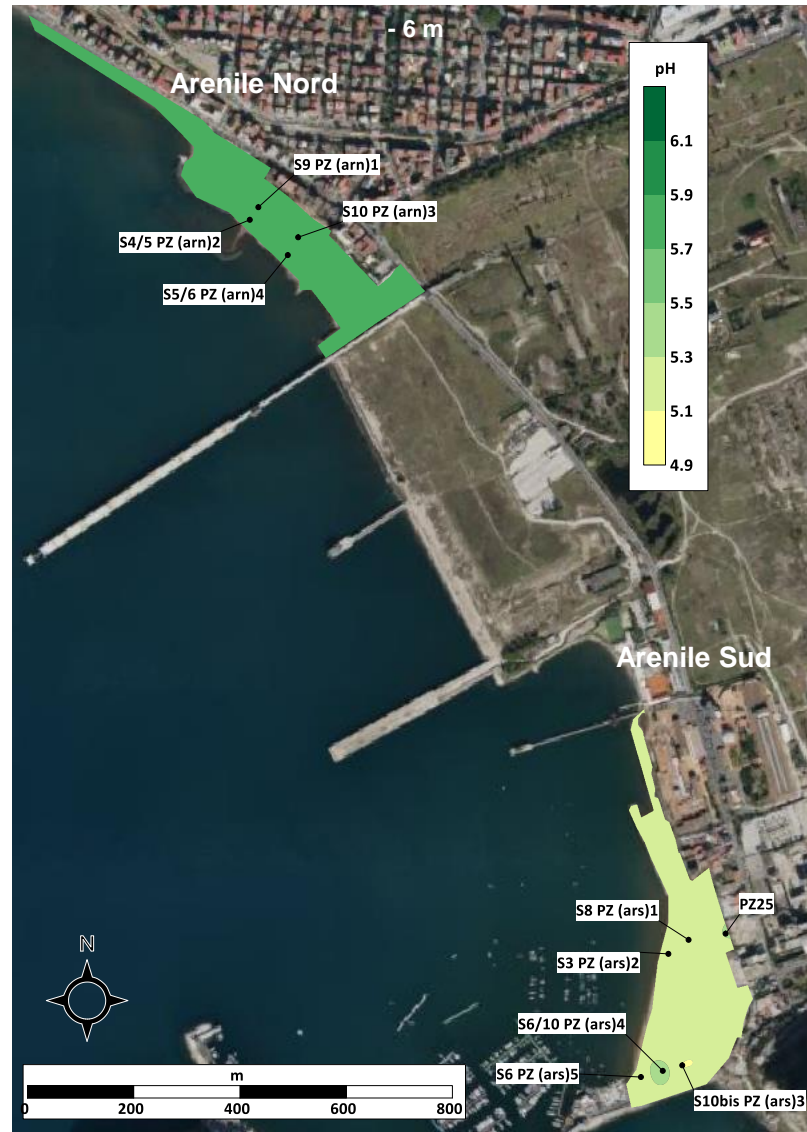 - 6 m
Arenile Nord
pH
6.1
5.9
5.7
5.5
5.3
5.1
4.9
S9 PZ (arn)1
S10 PZ (arn)3
S4/5 PZ (arn)2
S5/6 PZ (arn)4
Arenile Sud
S8 PZ (ars)1
PZ25
S3 PZ (ars)2
S6/10 PZ (ars)4
S6 PZ (ars)5
S10bis PZ (ars)3
N
m
0 200 400 600 800